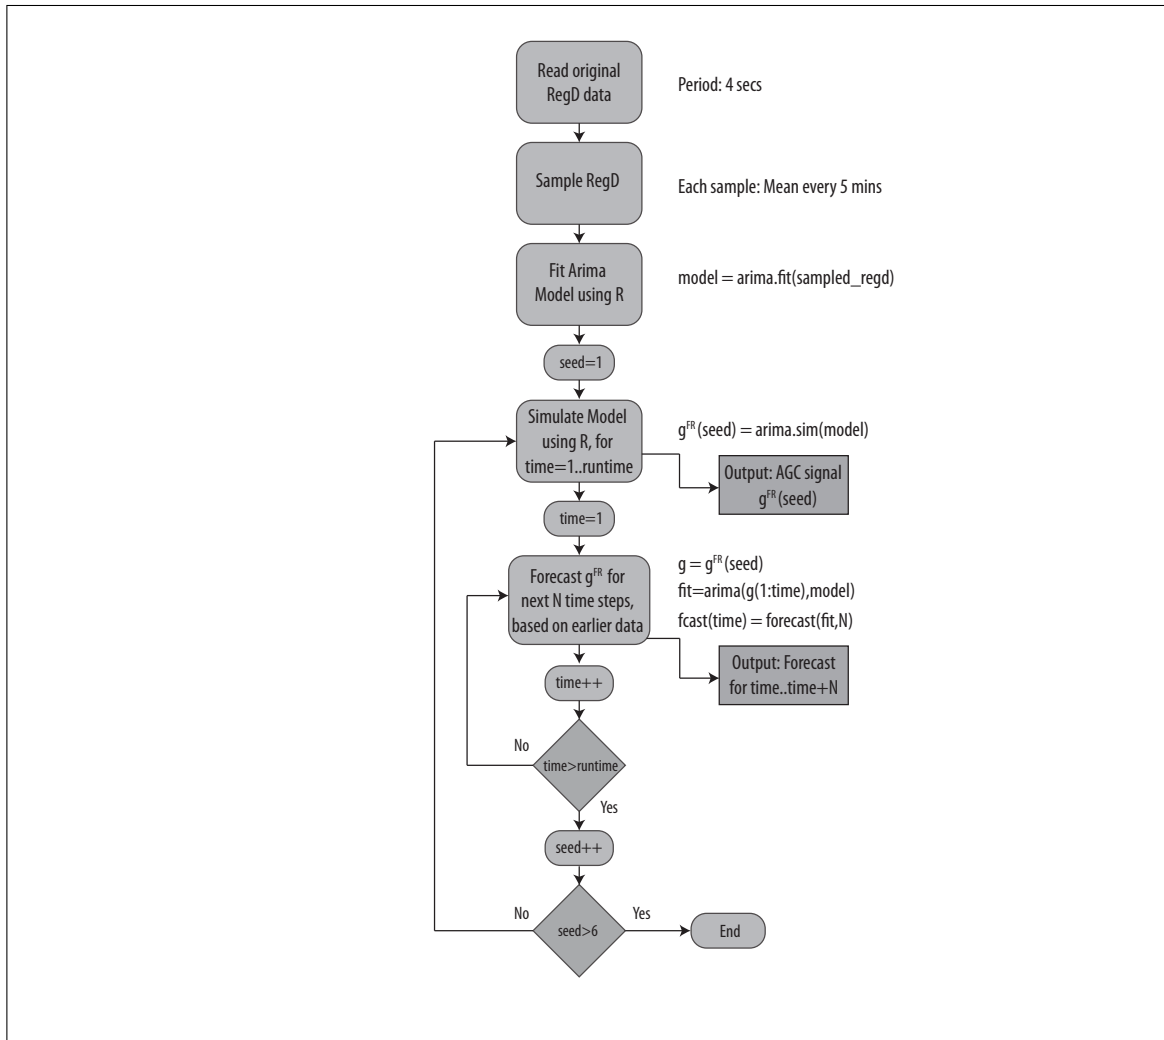 Read original
RegD data
Period: 4 secs
Sample RegD
Each sample: Mean every 5 mins
Fit Arima
Model using R
model = arima.fit(sampled_regd)
seed=1
Simulate Model
using R, for
time=1..runtime
g^FR(seed) = arima.sim(model)
Output: AGC signal
g^FR(seed)
time=1
Forecast g^FR for
next N time steps,
based on earlier data
g = g^FR(seed)
fit=arima(g(1:time),model)
fcast(time) = forecast(fit,N)
Output: Forecast
for time..time+N
time++
No
time>runtime
Yes
seed++
No
seed>6
Yes
End